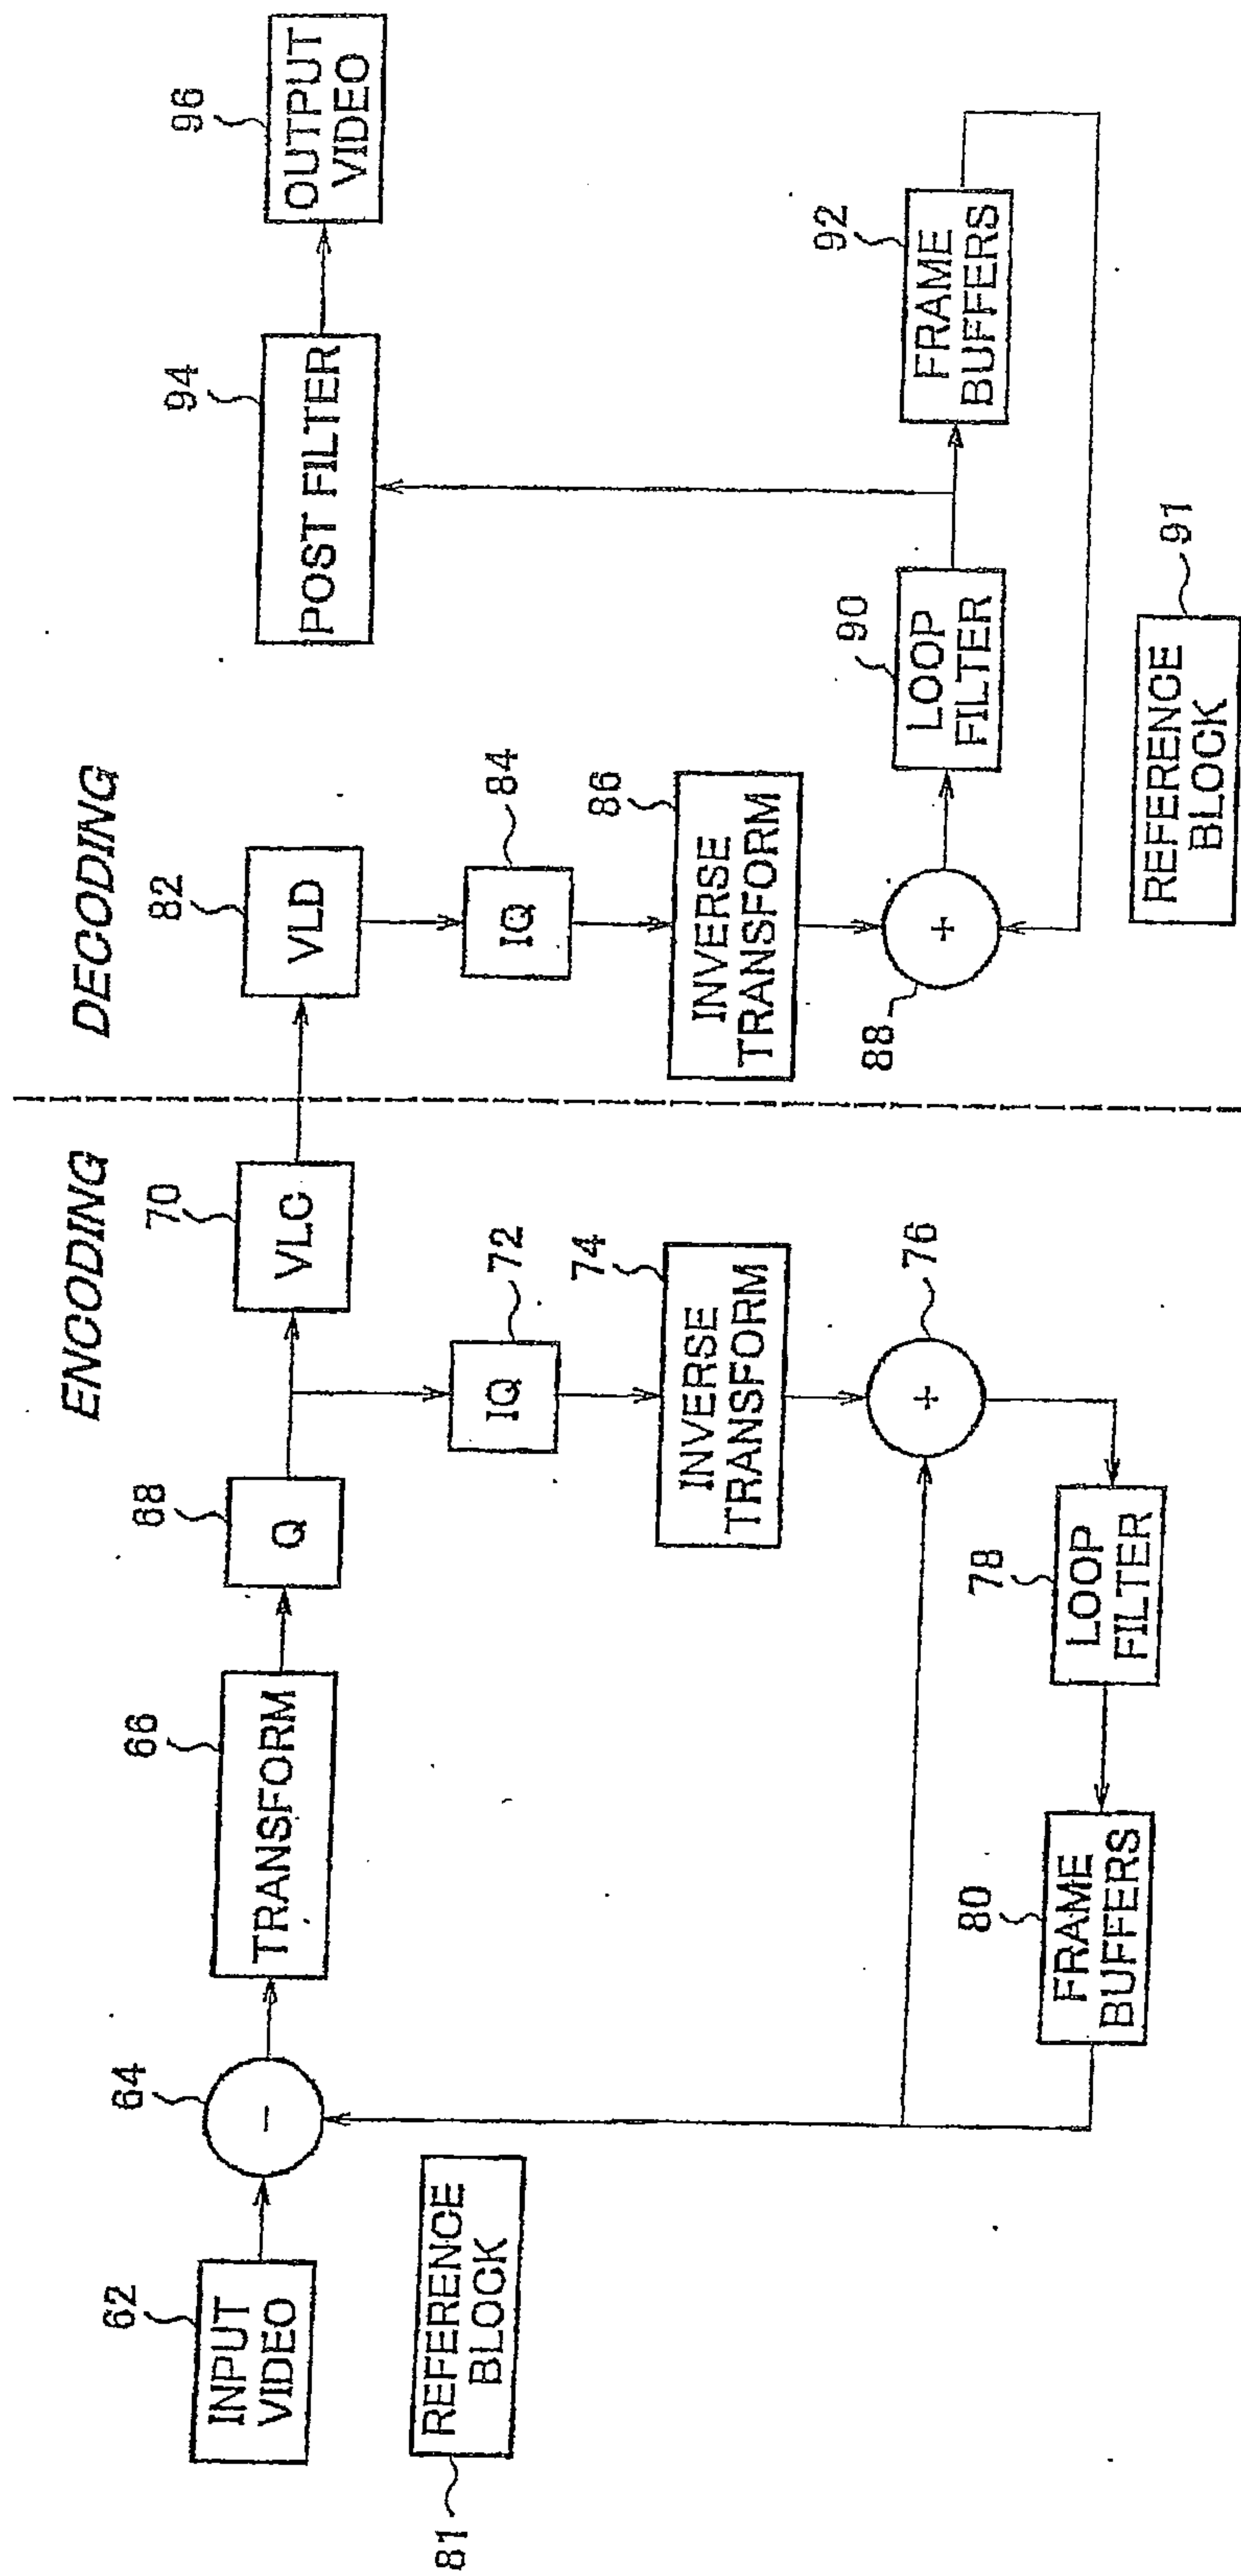 ENCODING
DECODING
62
INPUT
VIDEO
64
–
66
TRANSFORM
68
Q
70
VLC
82
VLD
94
POST FILTER
96
OUTPUT
VIDEO
81
REFERENCE
BLOCK
72
IQ
84
IQ
74
INVERSE
TRANSFORM
86
INVERSE
TRANSFORM
76
+
88
+
90
LOOP
FILTER
92
FRAME
BUFFERS
80
FRAME
BUFFERS
78
LOOP
FILTER
REFERENCE
BLOCK
91